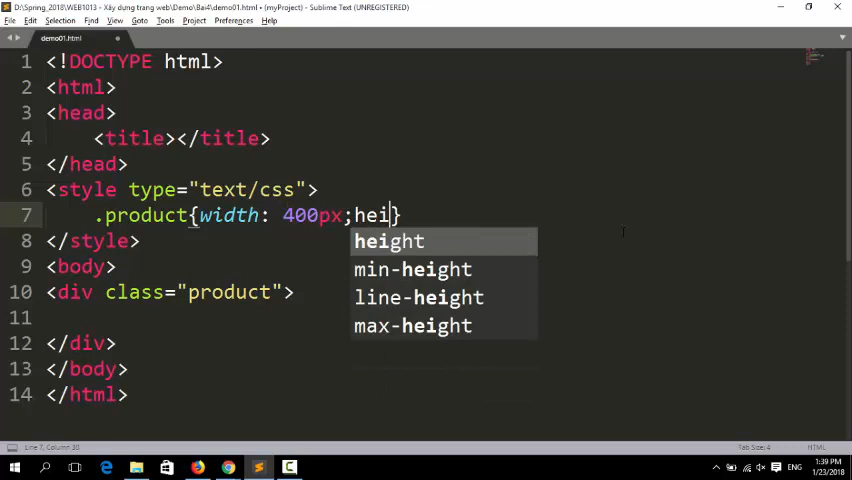 D:\Spring_2018\WEB1013 - Xây dựng trang web\Demo\Bai4\demo01.html • (myProject) - Sublime Text (UNREGISTERED)
File Edit Selection Find View Goto Tools Project Preferences Help
demo01.html
1 <!DOCTYPE html>
2 <html>
3 <head>
4     <title></title>
5 </head>
6 <style type="text/css">
7     .product{width: 400px;hei}
height
8 </style>
min-height
9 <body>
line-height
10 <div class="product">
max-height
11
12 </div>
13 </body>
14 </html>
Line 7, Column 30
Tab Size: 4
HTML
ENG
1:39 PM
1/23/2018